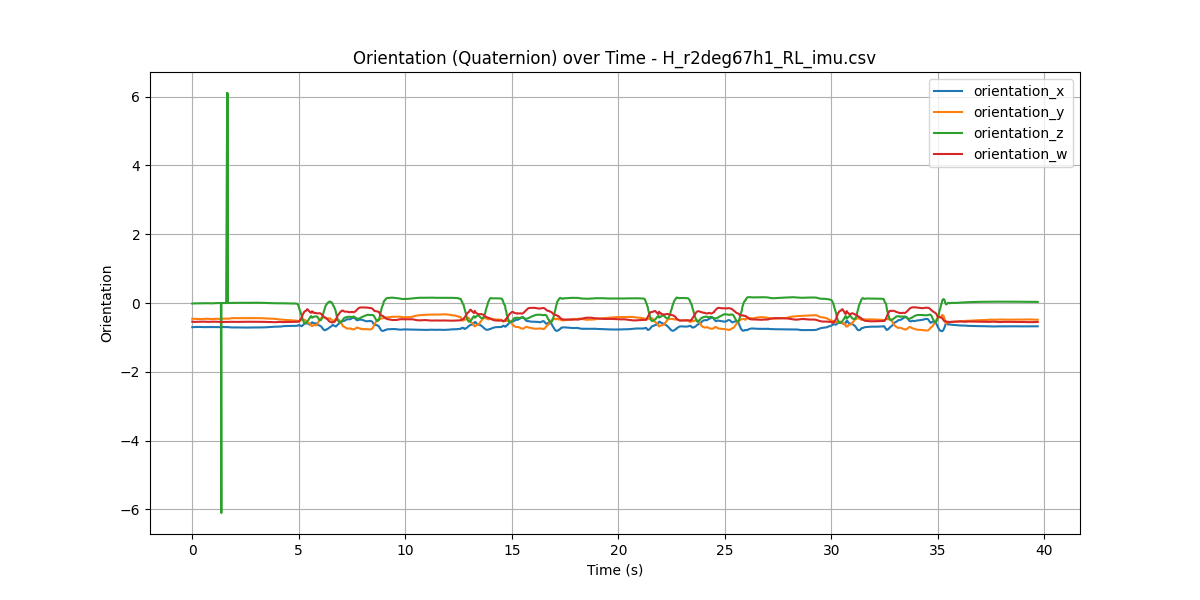 Orientation (Quaternion) over Time - H_r2deg67h1_RL_imu.csv
orientation_x
orientation_y
orientation_z
orientation_w
Orientation
6
4
2
0
−2
−4
−6
0 5 10 15 20 25 30 35 40
Time (s)